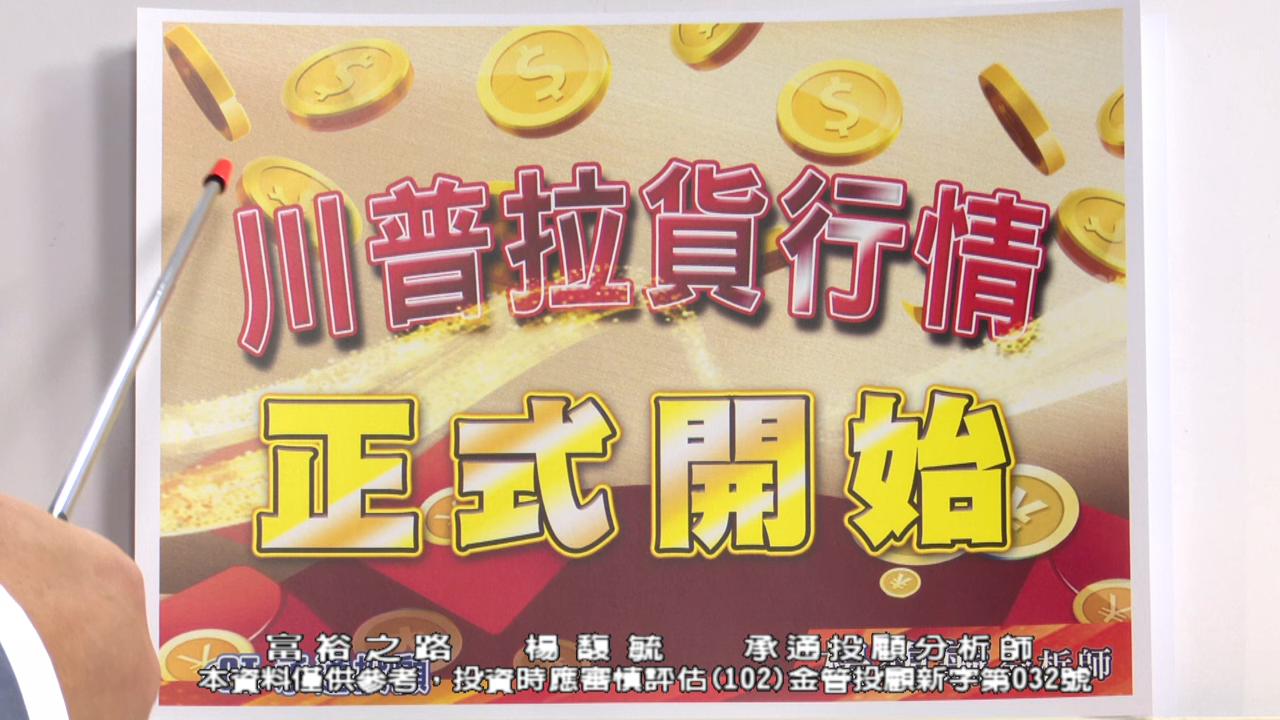 川普拉貨行情
正式開始
富裕之路 楊馥毓 承通投顧分析師
本資料僅供參考，投資時應審慎評估(102)金管投顧新字第032號